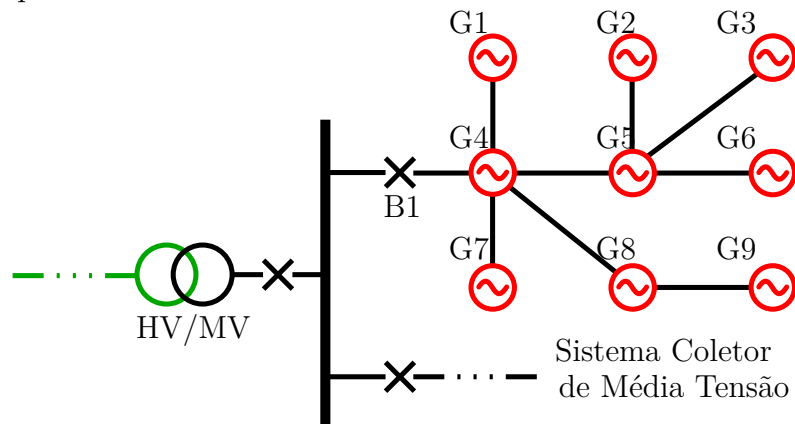 G1 G2 G3
G4 G5 G6
B1
G7 G8 G9
HV/MV
Sistema Coletor
de Média Tensão